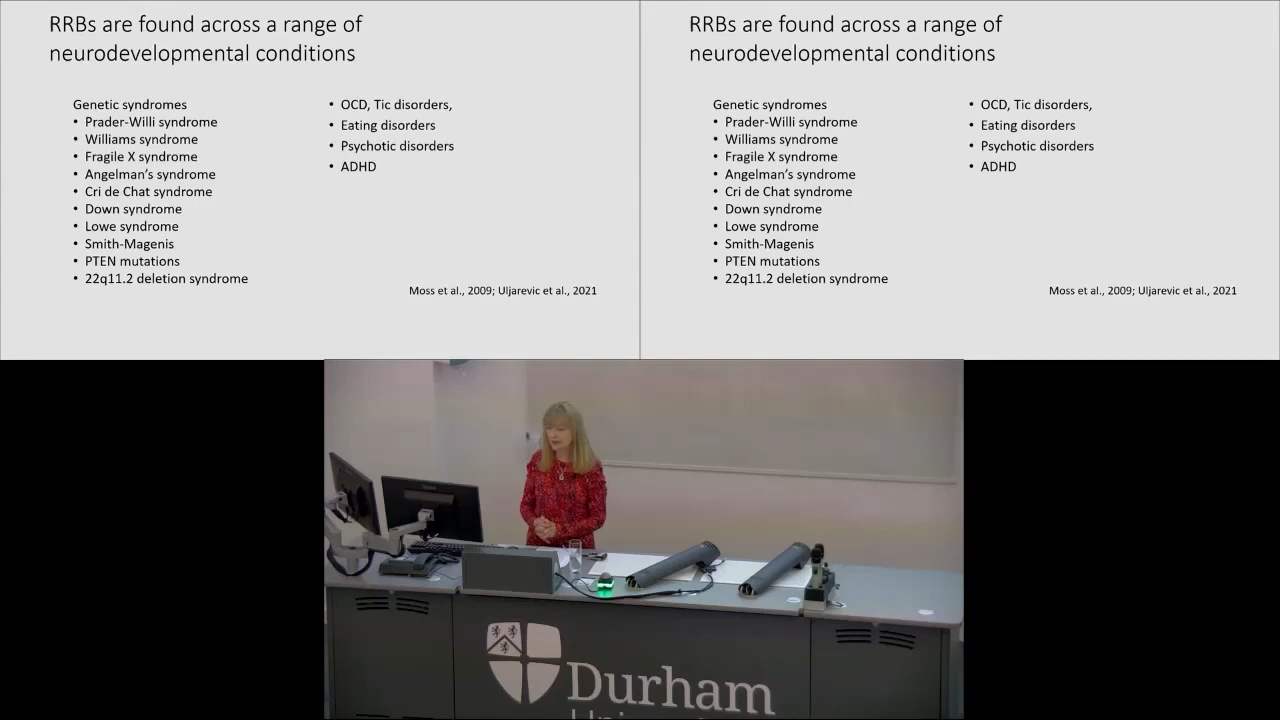 RRBs are found across a range of
neurodevelopmental conditions
Genetic syndromes
• Prader-Willi syndrome
• Williams syndrome
• Fragile X syndrome
• Angelman's syndrome
• Cri de Chat syndrome
• Down syndrome
• Lowe syndrome
• Smith-Magenis
• PTEN mutations
• 22q11.2 deletion syndrome
• OCD, Tic disorders,
• Eating disorders
• Psychotic disorders
• ADHD
Moss et al., 2009; Uljarevic et al., 2021
RRBs are found across a range of
neurodevelopmental conditions
Genetic syndromes
• Prader-Willi syndrome
• Williams syndrome
• Fragile X syndrome
• Angelman's syndrome
• Cri de Chat syndrome
• Down syndrome
• Lowe syndrome
• Smith-Magenis
• PTEN mutations
• 22q11.2 deletion syndrome
• OCD, Tic disorders,
• Eating disorders
• Psychotic disorders
• ADHD
Moss et al., 2009; Uljarevic et al., 2021
Durham